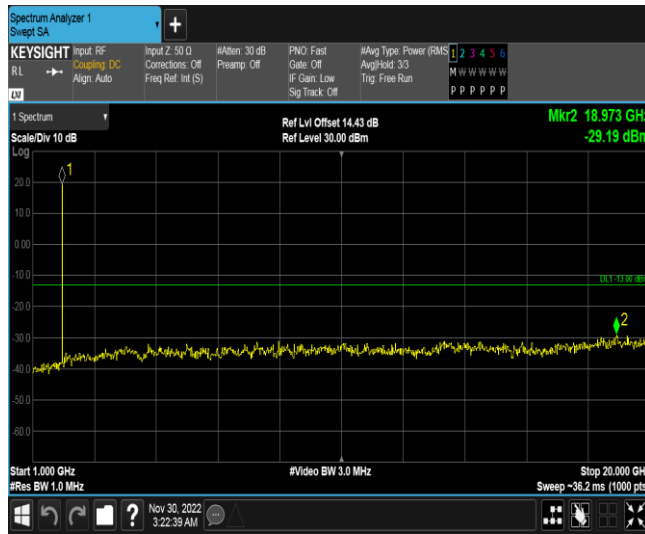 Spectrum Analyzer 1
Swept SA
+
KEYSIGHT Input: RF Input Z: 50 Ω #Atten: 30 dB PNO: Fast #Avg Type: Power (RMS 1 2 3 4 5 6
RL Coupling: DC Corrections: Off Preamp: Off Gate: Off Avg|Hold: 3/3 M W W W W W
Align: Auto Freq Ref: Int (S) IF Gain: Low Trig: Free Run
LXI Sig Track: Off P P P P P P
1 Spectrum Ref Lvl Offset 14.43 dB Mkr2 18.973 GH
Scale/Div 10 dB Ref Level 30.00 dBm -29.19 dBm
Log
1
20.0
0.00
-10.0
DL1 -13.00 dB
-20.0
2
-30.0
-40.0
-50.0
-60.0
Start 1.000 GHz #Video BW 3.0 MHz Stop 20.000 GH
#Res BW 1.0 MHz Sweep ~36.2 ms (1000 pts
? Nov 30, 2022
3:22:39 AM